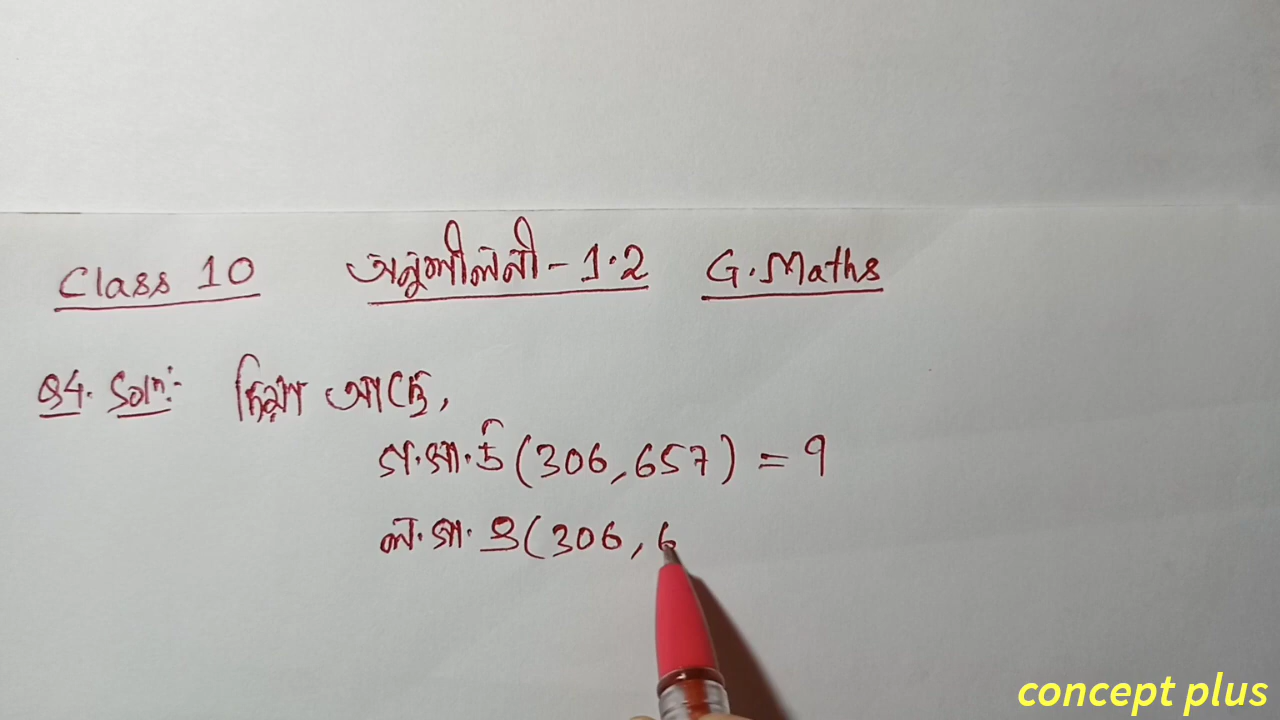 Class 10 অনুশীলনী - 1.2 G. Maths
Q4. Soln:- দিয়া আছে,
গ.সা.উ (306, 657) = 9
ল.সা.গু (306, 6
concept plus